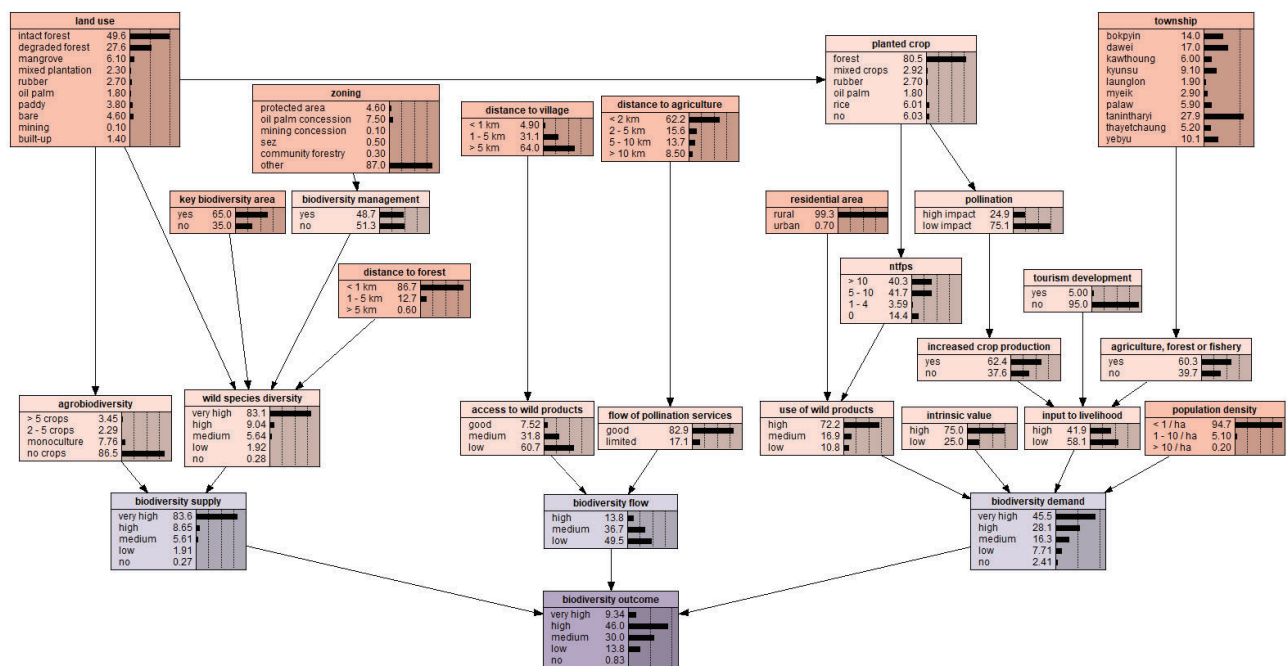 land use
intact forest 49.6
degraded forest 27.6
mangrove 6.10
mixed plantation 2.30
rubber 2.70
oil palm 1.80
paddy 3.80
bare 4.60
mining 0.10
built-up 1.40
zoning
protected area 4.60
oil palm concession 7.50
mining concession 0.10
sez 0.50
community forestry 0.30
other 87.0
distance to village
< 1 km 4.90
1 - 5 km 31.1
> 5 km 64.0
distance to agriculture
< 2 km 62.2
2 - 5 km 15.6
5 - 10 km 13.7
> 10 km 8.50
planted crop
forest 80.5
mixed crops 2.92
rubber 2.70
oil palm 1.80
rice 6.01
no 6.03
township
bokpyin 14.0
dawei 17.0
kawthoung 6.00
kyunsu 9.10
launglon 1.90
myeik 2.90
palaw 5.90
tanintharyi 27.9
thayetchaung 5.20
yebyu 10.1
key biodiversity area
yes 65.0
no 35.0
biodiversity management
yes 48.7
no 51.3
residential area
rural 99.3
urban 0.70
pollination
high impact 24.9
low impact 75.1
distance to forest
< 1 km 86.7
1 - 5 km 12.7
> 5 km 0.60
ntfps
> 10 40.3
5 - 10 41.7
1 - 4 3.59
0 14.4
tourism development
yes 5.00
no 95.0
increased crop production
yes 62.4
no 37.6
agriculture, forest or fishery
yes 60.3
no 39.7
agrobiodiversity
> 5 crops 3.45
2 - 5 crops 2.29
monoculture 7.76
no crops 86.5
wild species diversity
very high 83.1
high 9.04
medium 5.64
low 1.92
no 0.28
access to wild products
good 7.52
medium 31.8
low 60.7
flow of pollination services
good 82.9
limited 17.1
use of wild products
high 72.2
medium 16.9
low 10.8
intrinsic value
high 75.0
low 25.0
input to livelihood
high 41.9
low 58.1
population density
< 1 / ha 94.7
1 - 10 / ha 5.10
> 10 / ha 0.20
biodiversity supply
very high 83.6
high 8.65
medium 5.61
low 1.91
no 0.27
biodiversity flow
high 13.8
medium 36.7
low 49.5
biodiversity demand
very high 45.5
high 28.1
medium 16.3
low 7.71
no 2.41
biodiversity outcome
very high 9.34
high 46.0
medium 30.0
low 13.8
no 0.83